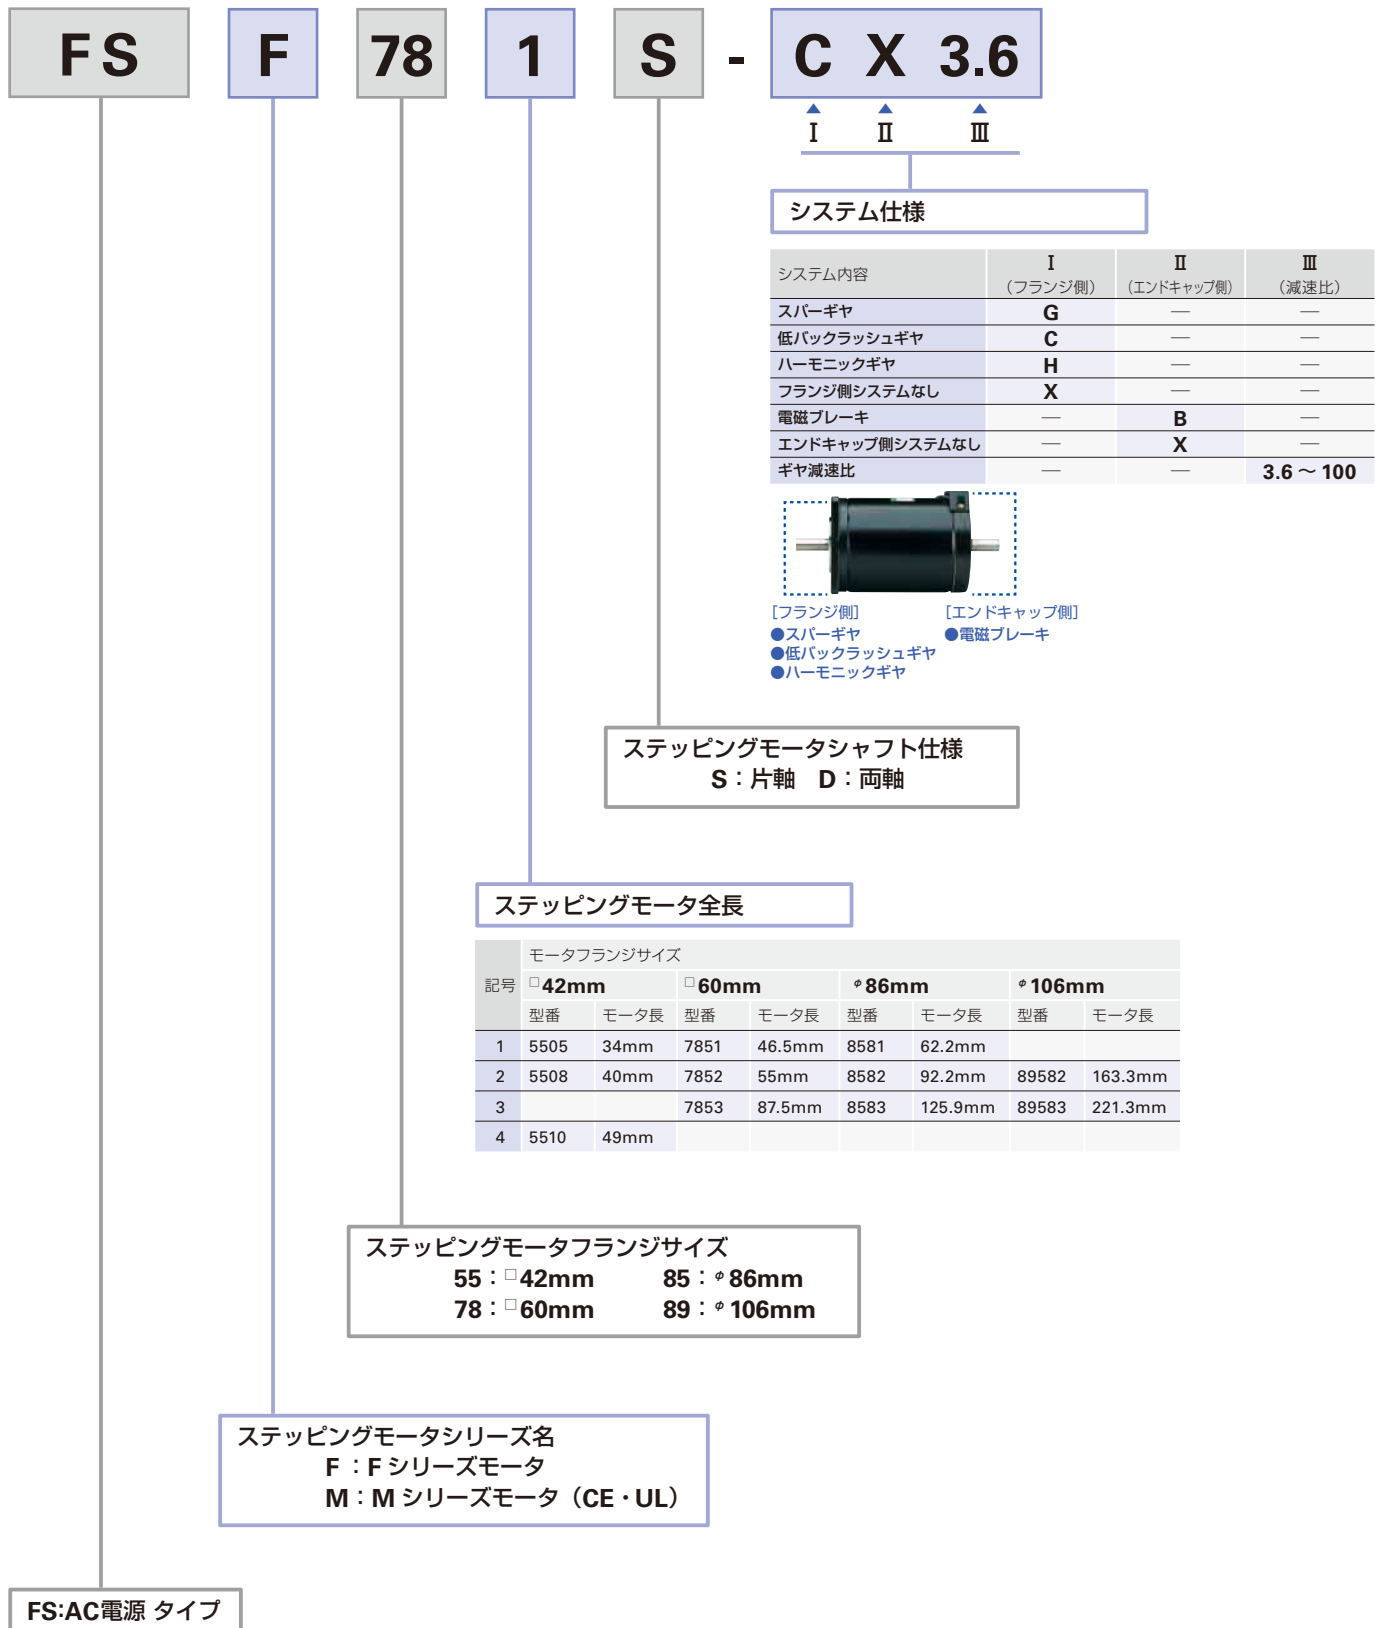 FS F 78 1 S - C X 3.6
Ⅰ Ⅱ Ⅲ
システム仕様
システム内容 Ⅰ（フランジ側） Ⅱ（エンドキャップ側） Ⅲ（減速比）
スパーギヤ G — —
低バックラッシュギヤ C — —
ハーモニックギヤ H — —
フランジ側システムなし X — —
電磁ブレーキ — B —
エンドキャップ側システムなし — X —
ギヤ減速比 — — 3.6 ～ 100
［フランジ側］ ［エンドキャップ側］
●スパーギヤ ●電磁ブレーキ
●低バックラッシュギヤ
●ハーモニックギヤ
ステッピングモータシャフト仕様
S：片軸 D：両軸
ステッピングモータ全長
モータフランジサイズ
記号 □42mm □60mm φ86mm φ106mm
型番 モータ長 型番 モータ長 型番 モータ長 型番 モータ長
1 5505 34mm 7851 46.5mm 8581 62.2mm
2 5508 40mm 7852 55mm 8582 92.2mm 89582 163.3mm
3 7853 87.5mm 8583 125.9mm 89583 221.3mm
4 5510 49mm
ステッピングモータフランジサイズ
55：□42mm 85：φ86mm
78：□60mm 89：φ106mm
ステッピングモータシリーズ名
F：F シリーズモータ
M：M シリーズモータ（CE・UL）
FS:AC電源 タイプ